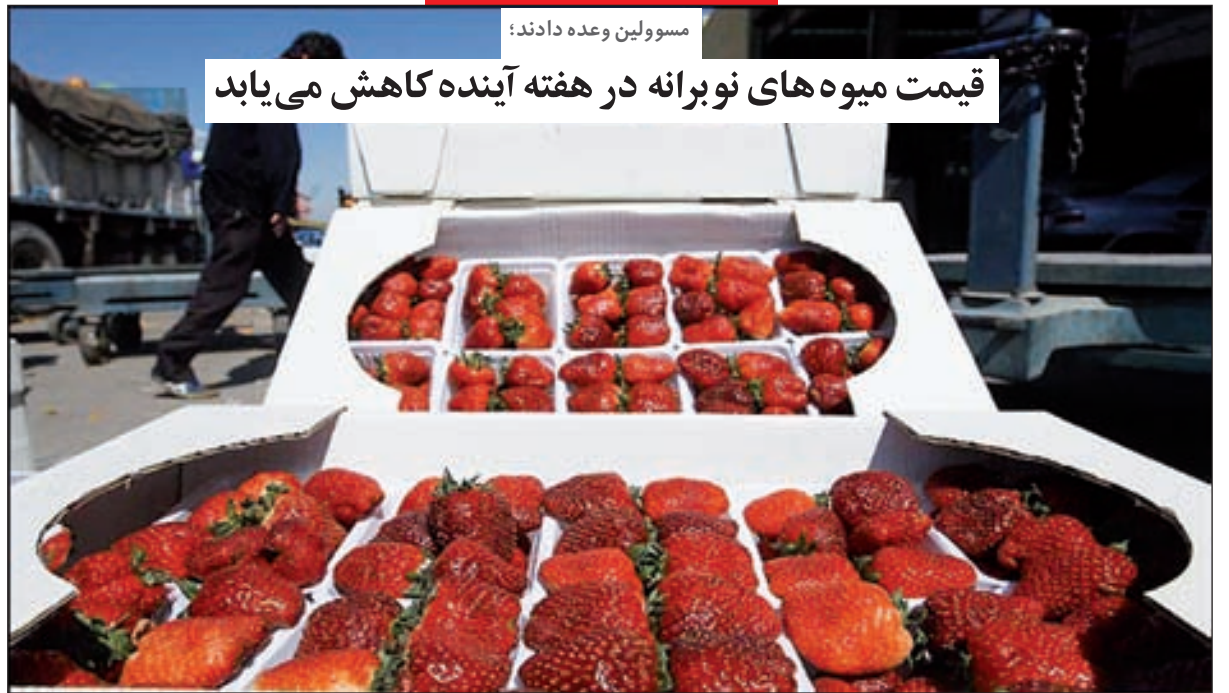 مسوولین وعده دادند؛
قیمت میوه‌های نوبرانه در هفته آینده کاهش می‌یابد